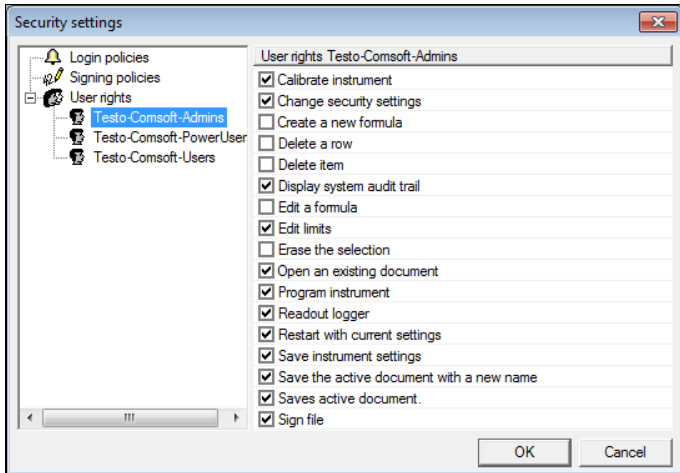 Security settings
Login policies
Signing policies
User rights
Testo-Comsoft-Admins
Testo-Comsoft-PowerUser
Testo-Comsoft-Users
User rights Testo-Comsoft-Admins
Calibrate instrument
Change security settings
Create a new formula
Delete a row
Delete item
Display system audit trail
Edit a formula
Edit limits
Erase the selection
Open an existing document
Program instrument
Readout logger
Restart with current settings
Save instrument settings
Save the active document with a new name
Saves active document.
Sign file
OK
Cancel